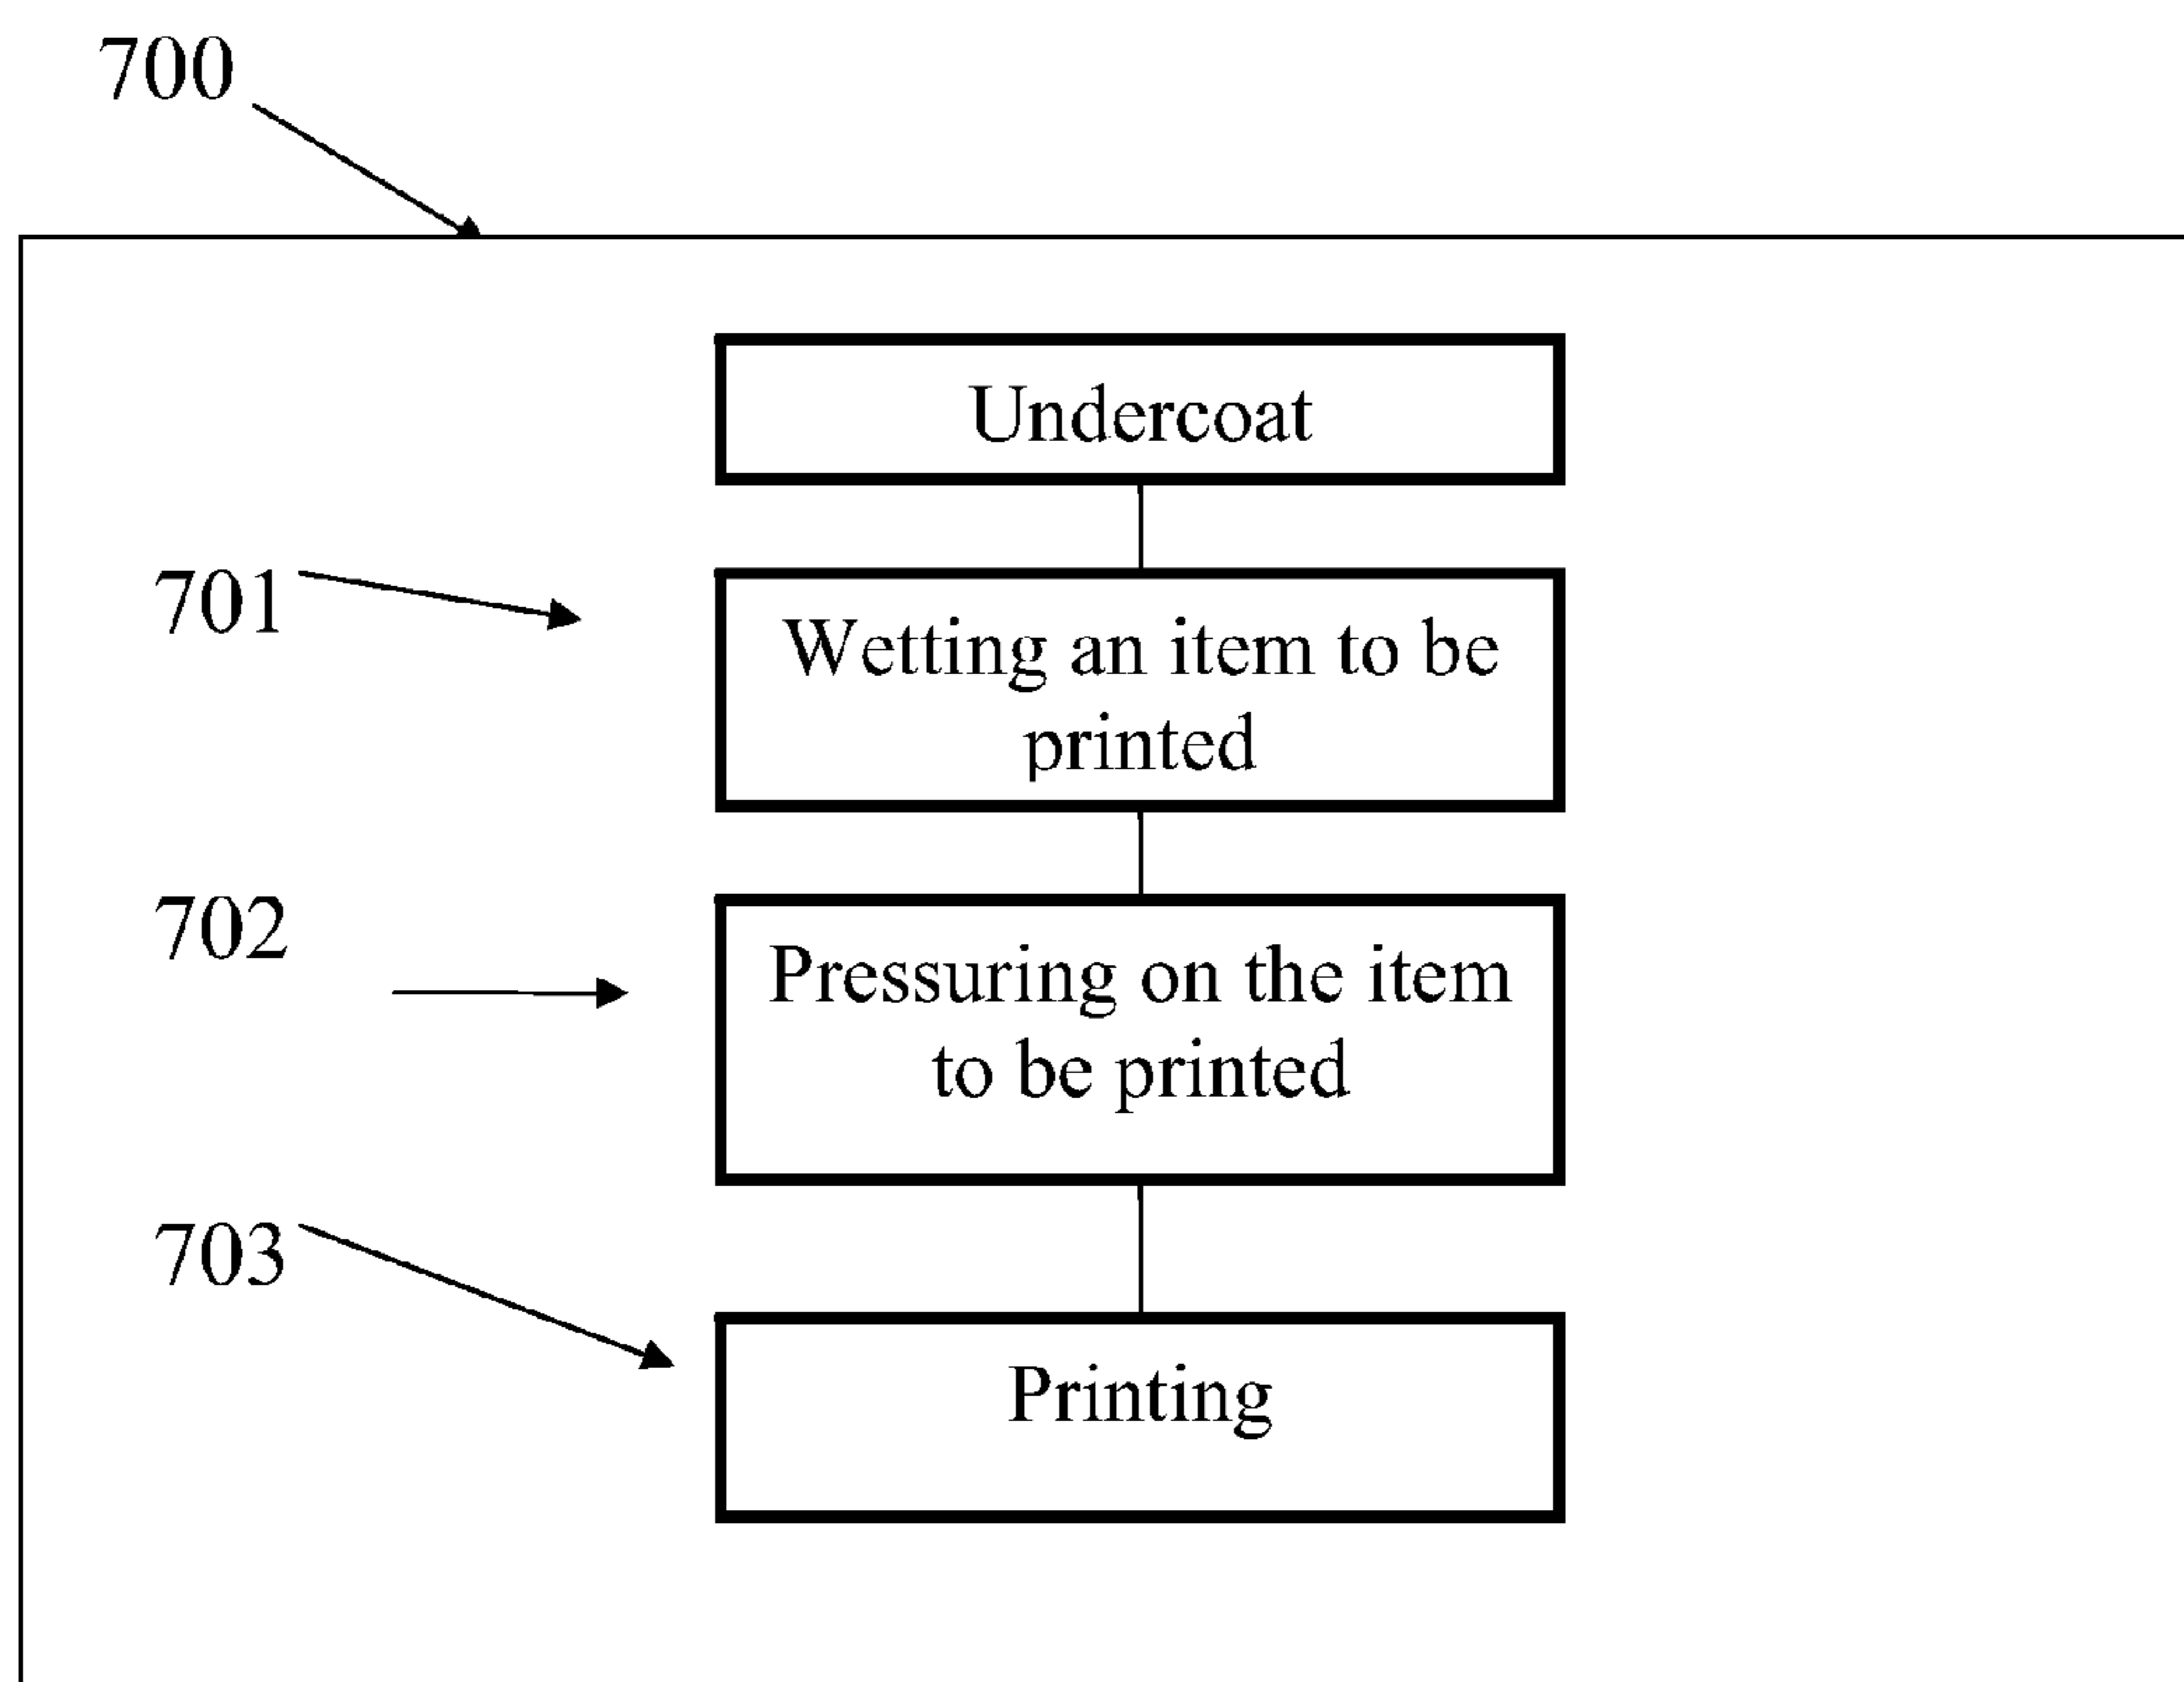 700
Undercoat
701
Wetting an item to be
printed
702
Pressuring on the item
to be printed
703
Printing